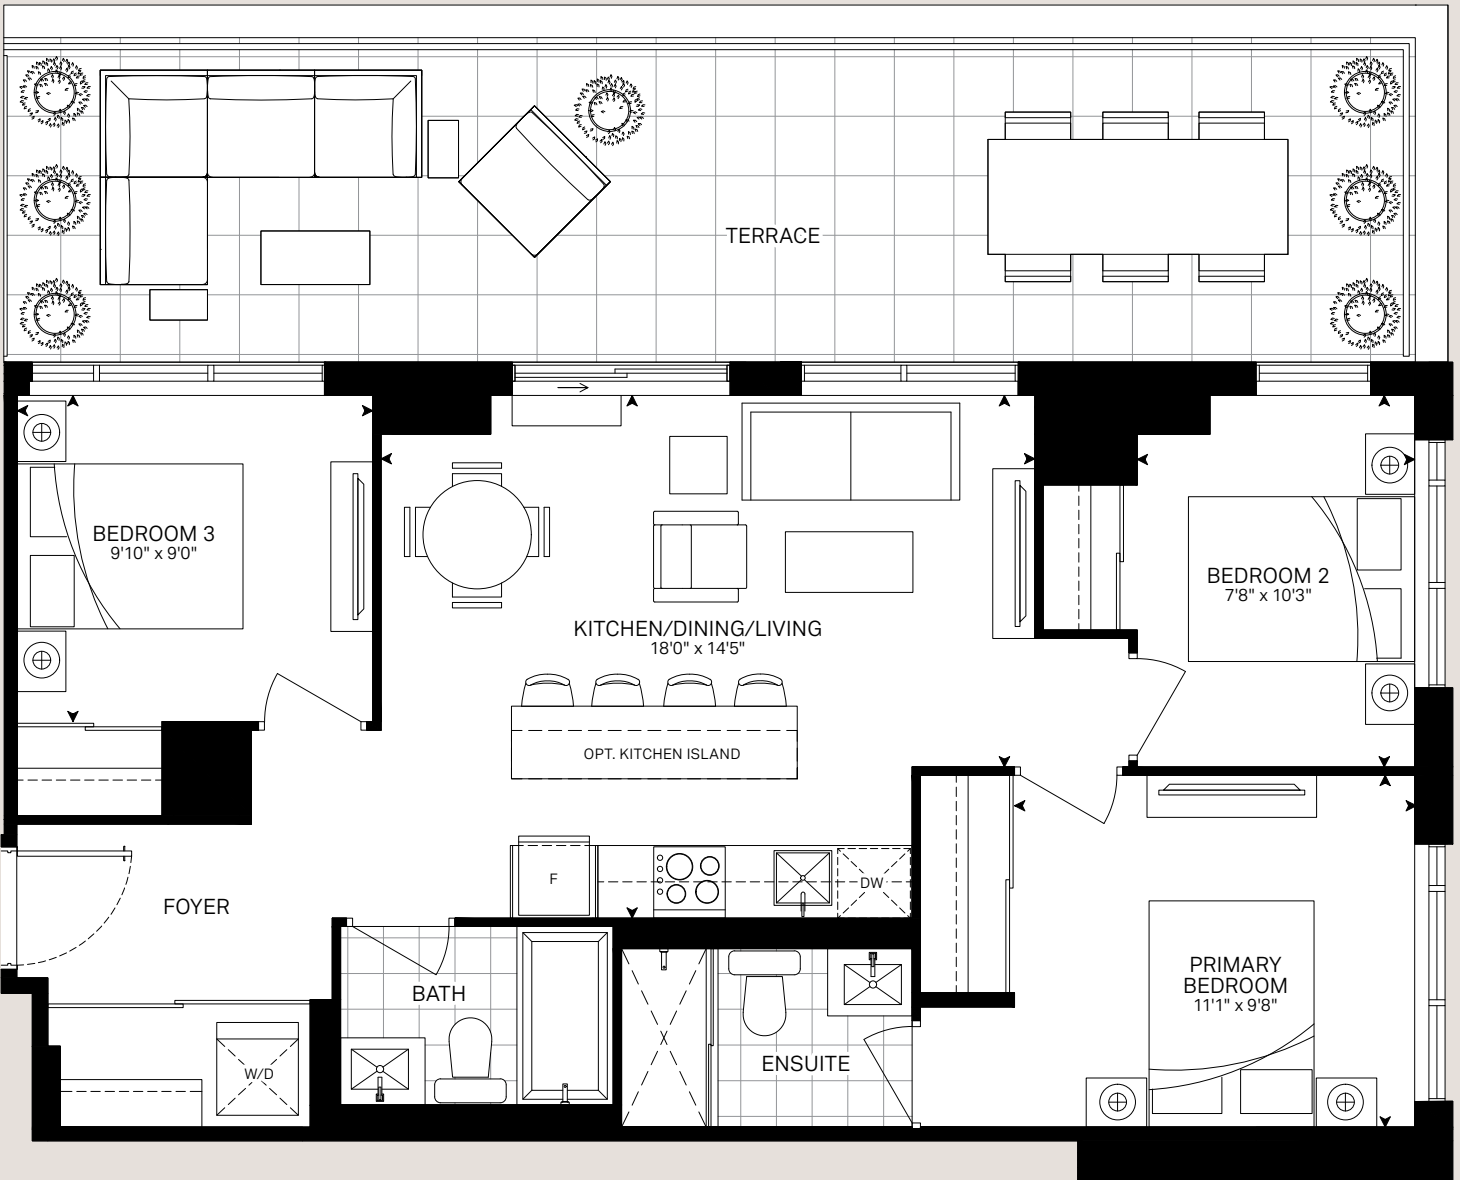 TERRACE
BEDROOM 3
9'10" x 9'0"
BEDROOM 2
7'8" x 10'3"
KITCHEN/DINING/LIVING
18'0" x 14'5"
OPT. KITCHEN ISLAND
F
DW
FOYER
BATH
W/D
ENSUITE
PRIMARY
BEDROOM
11'1" x 9'8"